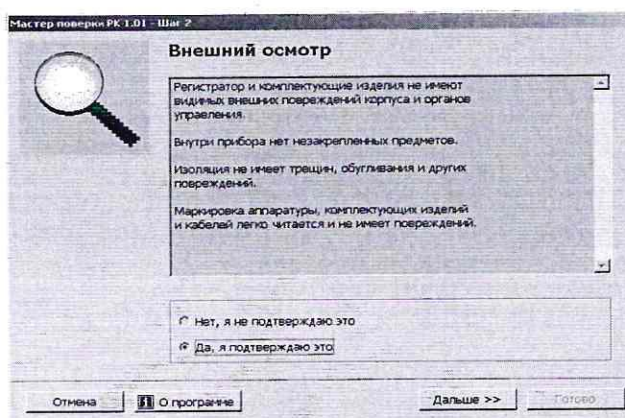 Мастер поверки РК 1.01 - Шаг 2
Внешний осмотр
Регистратор и комплектующие изделия не имеют
видимых внешних повреждений корпуса и органов
управления.
Внутри прибора нет незакрепленных предметов.
Изоляция не имеет трещин, обугливания и других
повреждений.
Маркировка аппаратуры, комплектующих изделий
и кабелей легко читается и не имеет повреждений.
Нет, я не подтверждаю это
Да, я подтверждаю это
Отмена
О программе
Дальше >>
Готово